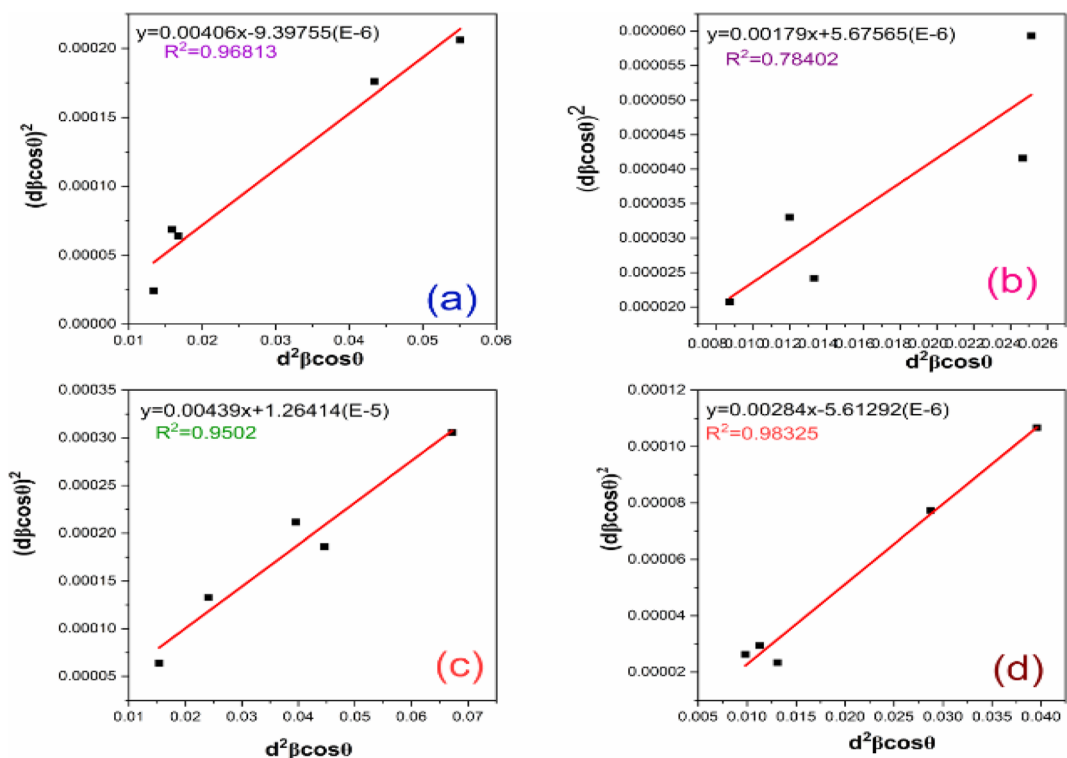 y=0.00406x-9.39755(E-6)
R²=0.96813
0.00020
0.00015
0.00010
0.00005
0.00000
(dβcosθ)²
(a)
0.01 0.02 0.03 0.04 0.05 0.06
d²βcosθ
y=0.00179x+5.67565(E-6)
R²=0.78402
0.000060
0.000055
0.000050
0.000045
0.000040
0.000035
0.000030
0.000025
0.000020
(dβcosθ)²
(b)
0.008 0.010 0.012 0.014 0.016 0.018 0.020 0.022 0.024 0.026
d²βcosθ
y=0.00439x+1.26414(E-5)
R²=0.9502
0.00035
0.00030
0.00025
0.00020
0.00015
0.00010
0.00005
(dβcosθ)²
(c)
0.01 0.02 0.03 0.04 0.05 0.06 0.07
d²βcosθ
y=0.00284x-5.61292(E-6)
R²=0.98325
0.00012
0.00010
0.00008
0.00006
0.00004
0.00002
(dβcosθ)²
(d)
0.005 0.010 0.015 0.020 0.025 0.030 0.035 0.040
d²βcosθ